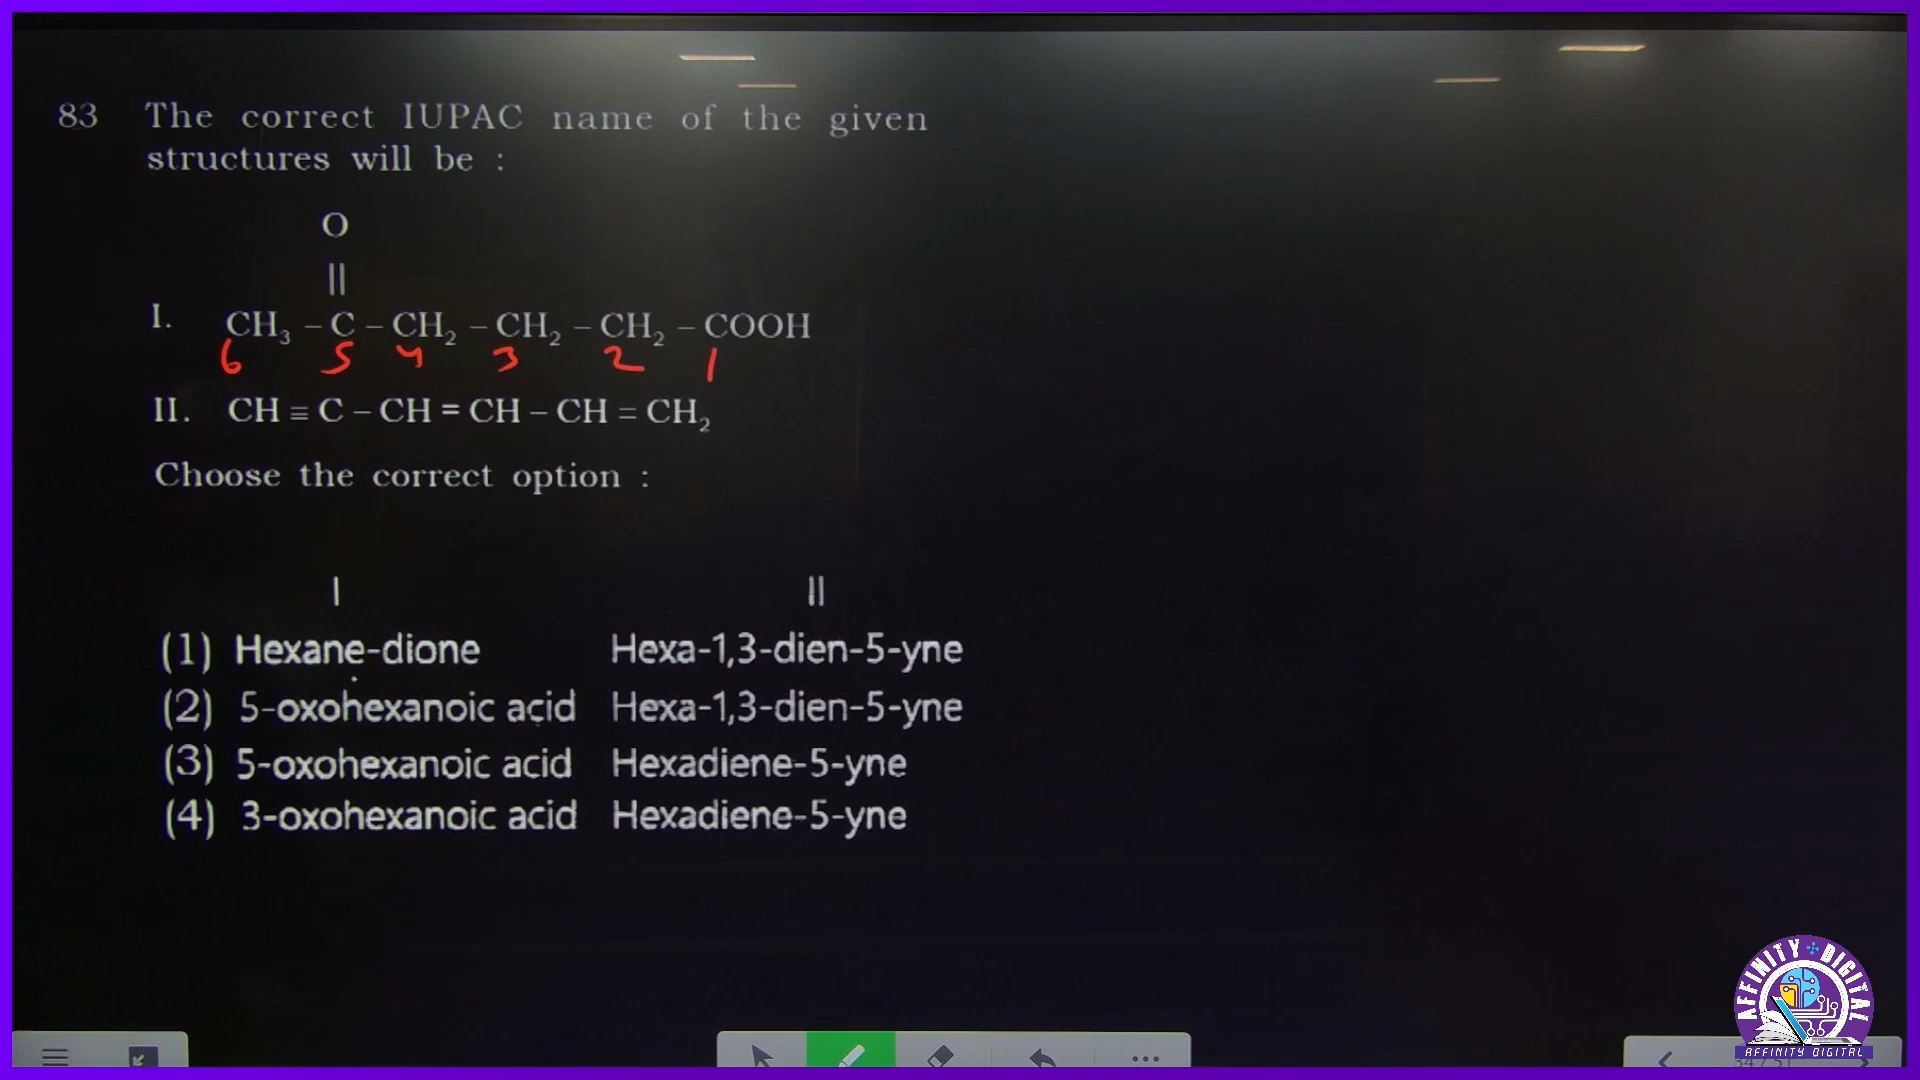 83 The correct IUPAC name of the given
structures will be :
O
||
I. CH₃ – C – CH₂ – CH₂ – CH₂ – COOH
6 5 4 3 2 1
II. CH ≡ C – CH = CH – CH = CH₂
Choose the correct option :
I II
(1) Hexane-dione Hexa-1,3-dien-5-yne
(2) 5-oxohexanoic acid Hexa-1,3-dien-5-yne
(3) 5-oxohexanoic acid Hexadiene-5-yne
(4) 3-oxohexanoic acid Hexadiene-5-yne
AFFINITY DIGITAL
AFFINITY DIGITAL